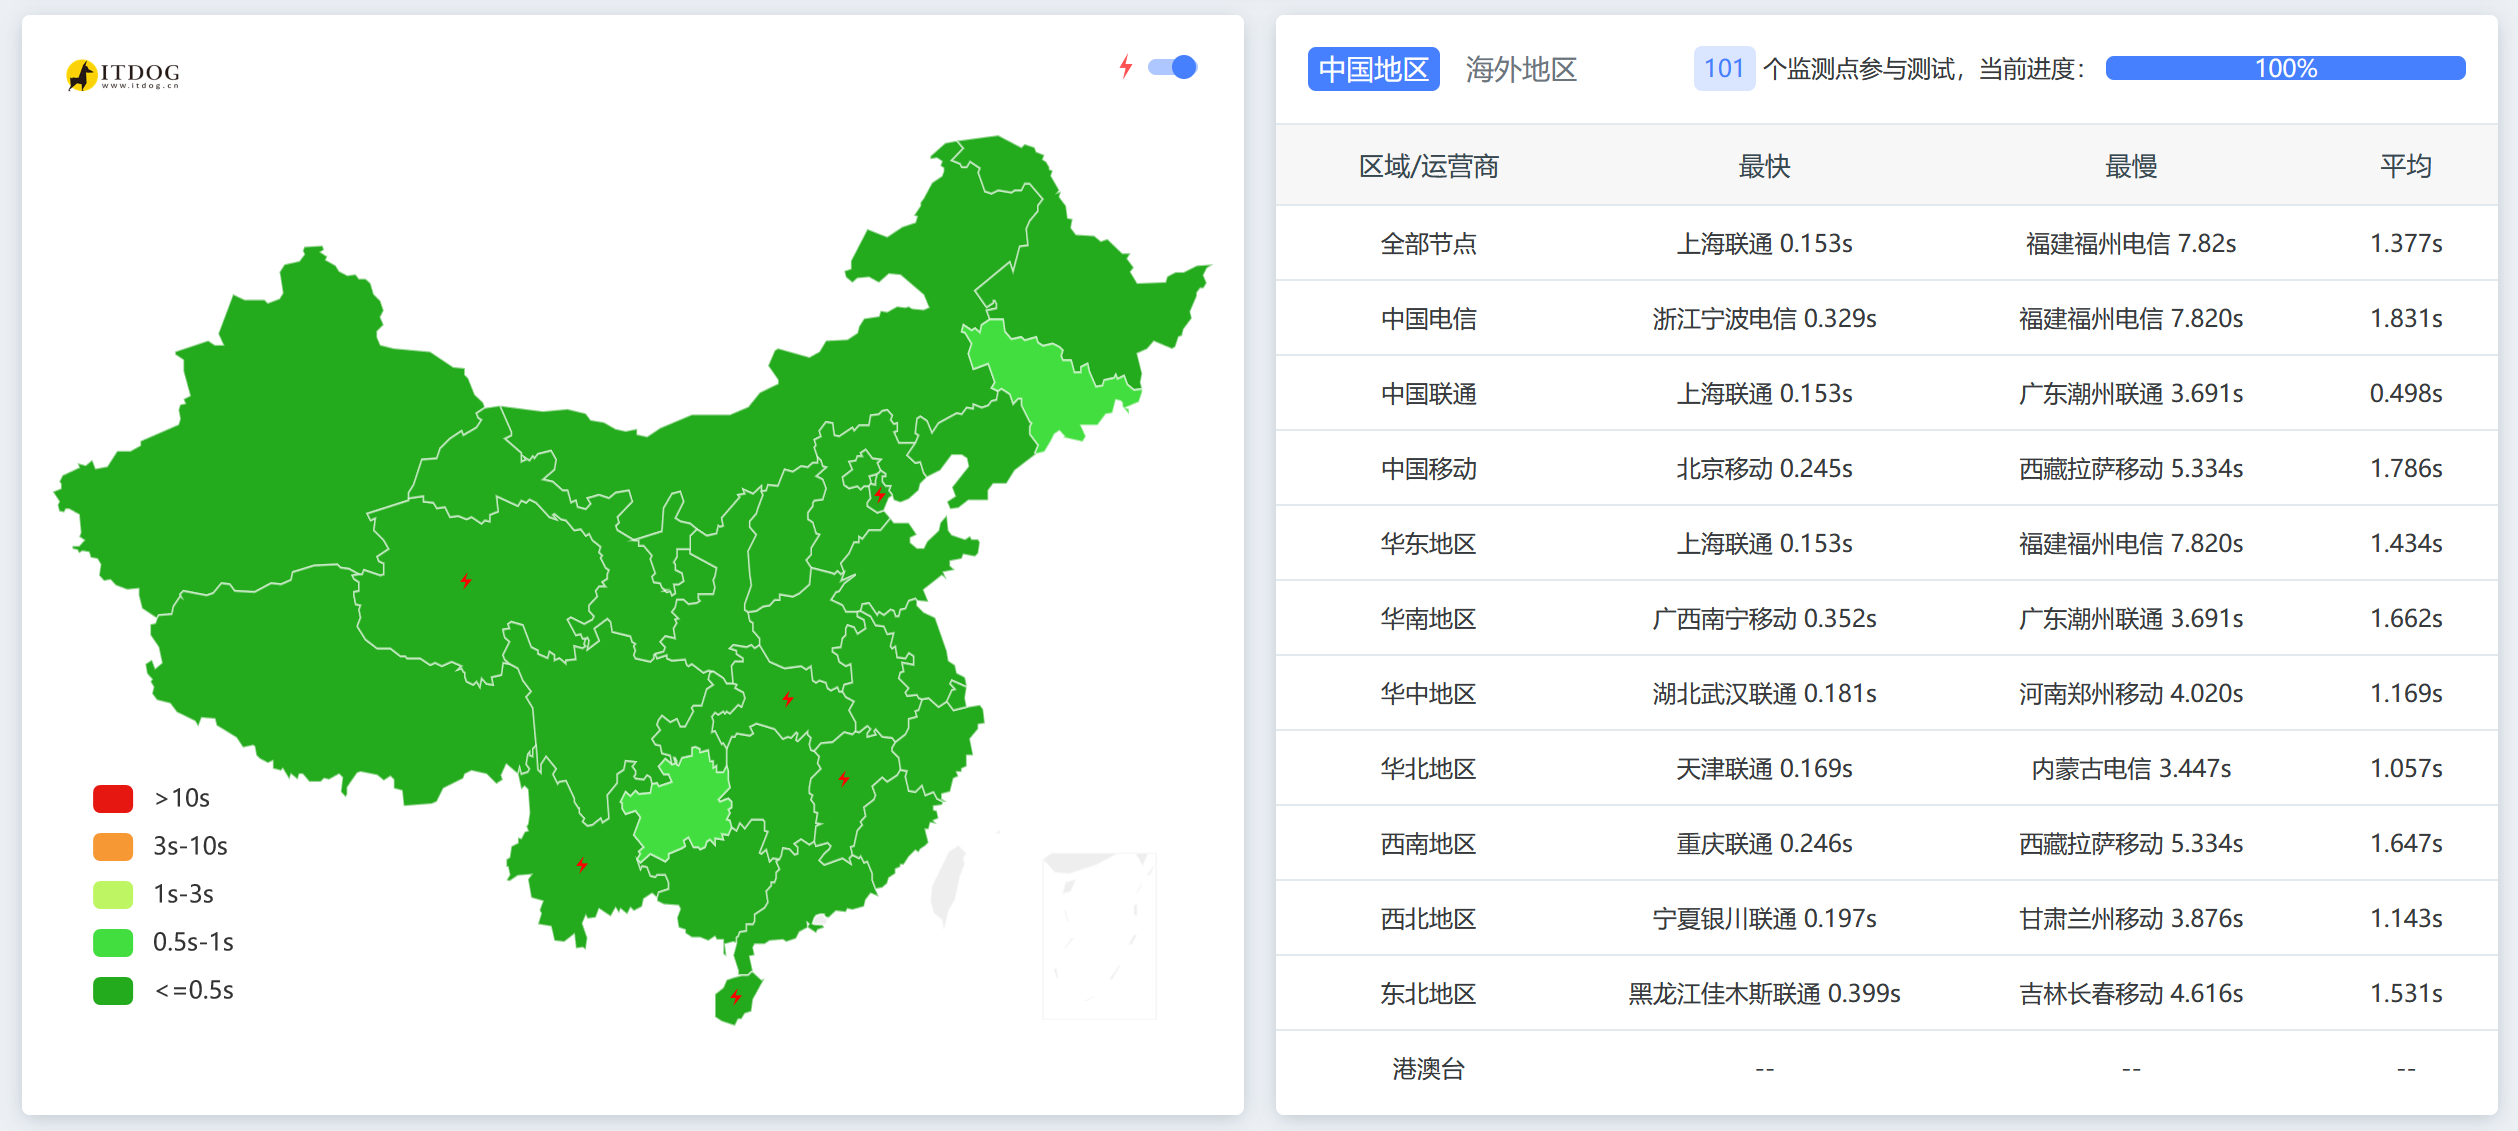 ITDOG
www.itdog.cn
>10s
3s-10s
1s-3s
0.5s-1s
<=0.5s
中国地区 海外地区 101 个监测点参与测试，当前进度： 100%
区域/运营商 最快 最慢 平均
全部节点 上海联通 0.153s 福建福州电信 7.82s 1.377s
中国电信 浙江宁波电信 0.329s 福建福州电信 7.820s 1.831s
中国联通 上海联通 0.153s 广东潮州联通 3.691s 0.498s
中国移动 北京移动 0.245s 西藏拉萨移动 5.334s 1.786s
华东地区 上海联通 0.153s 福建福州电信 7.820s 1.434s
华南地区 广西南宁移动 0.352s 广东潮州联通 3.691s 1.662s
华中地区 湖北武汉联通 0.181s 河南郑州移动 4.020s 1.169s
华北地区 天津联通 0.169s 内蒙古电信 3.447s 1.057s
西南地区 重庆联通 0.246s 西藏拉萨移动 5.334s 1.647s
西北地区 宁夏银川联通 0.197s 甘肃兰州移动 3.876s 1.143s
东北地区 黑龙江佳木斯联通 0.399s 吉林长春移动 4.616s 1.531s
港澳台 -- -- --